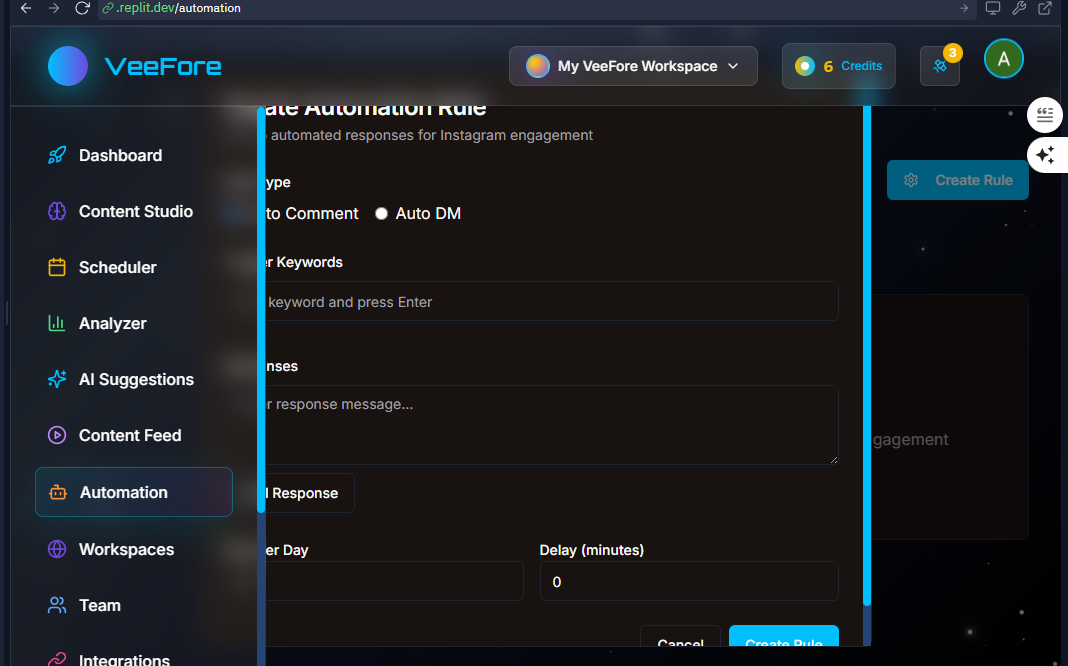 .replit.dev/automation
VeeFore
My VeeFore Workspace
6 Credits
3
A
ate Automation Rule
automated responses for Instagram engagement
Dashboard
Content Studio
Scheduler
Analyzer
AI Suggestions
Content Feed
Automation
Workspaces
Team
Integrations
ype
to Comment
Auto DM
er Keywords
keyword and press Enter
nses
r response message...
Response
er Day
Delay (minutes)
0
Cancel
Create Rule
Create Rule
gagement